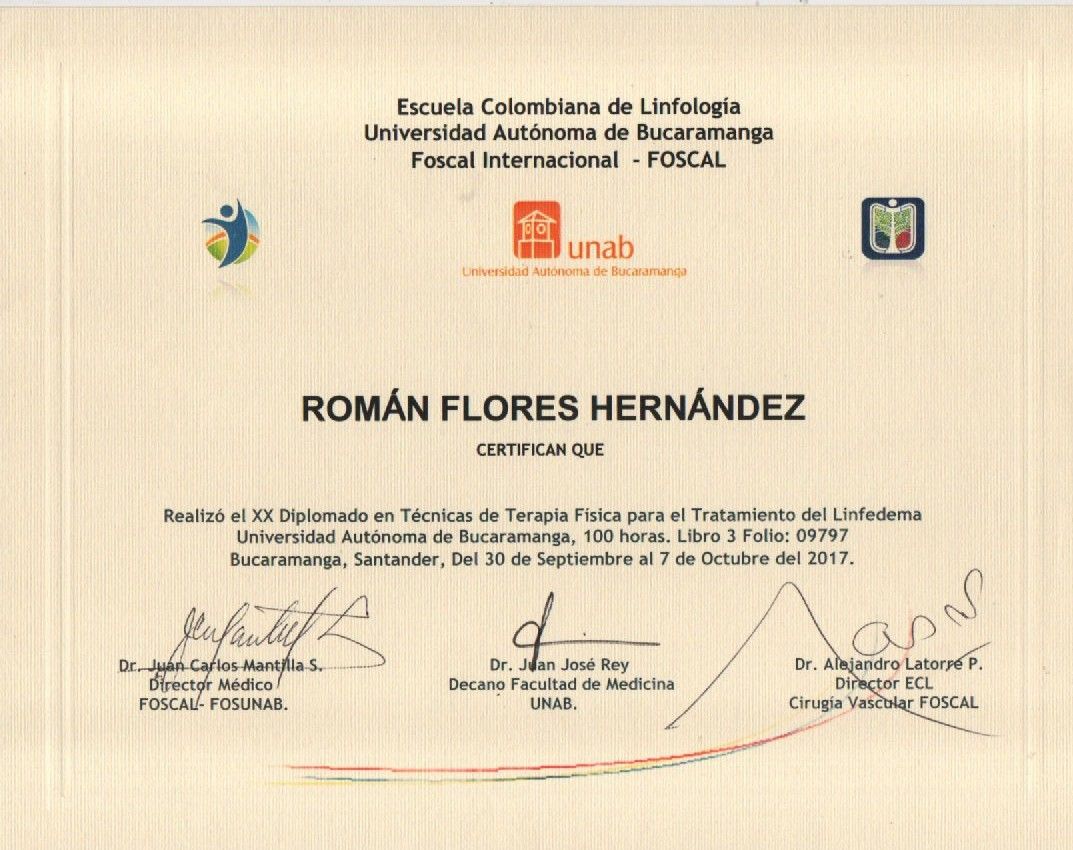 Escuela Colombiana de Linfología
Universidad Autónoma de Bucaramanga
Foscal Internacional - FOSCAL
unab
Universidad Autónoma de Bucaramanga
ROMÁN FLORES HERNÁNDEZ
CERTIFICAN QUE
Realizó el XX Diplomado en Técnicas de Terapia Física para el Tratamiento del Linfedema
Universidad Autónoma de Bucaramanga, 100 horas. Libro 3 Folio: 09797
Bucaramanga, Santander, Del 30 de Septiembre al 7 de Octubre del 2017.
Dr. Juan Carlos Mantilla S.
Director Médico
FOSCAL- FOSUNAB.
Dr. Juan José Rey
Decano Facultad de Medicina
UNAB.
Dr. Alejandro Latorre P.
Director ECL
Cirugía Vascular FOSCAL